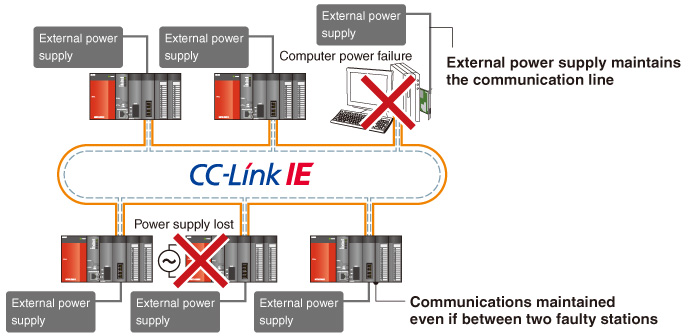 External power
supply
External power
supply
External power
supply
Computer power failure
External power supply maintains
the communication line
CC-Link IE
Power supply lost
External power
supply
External power
supply
External power
supply
Communications maintained
even if between two faulty stations